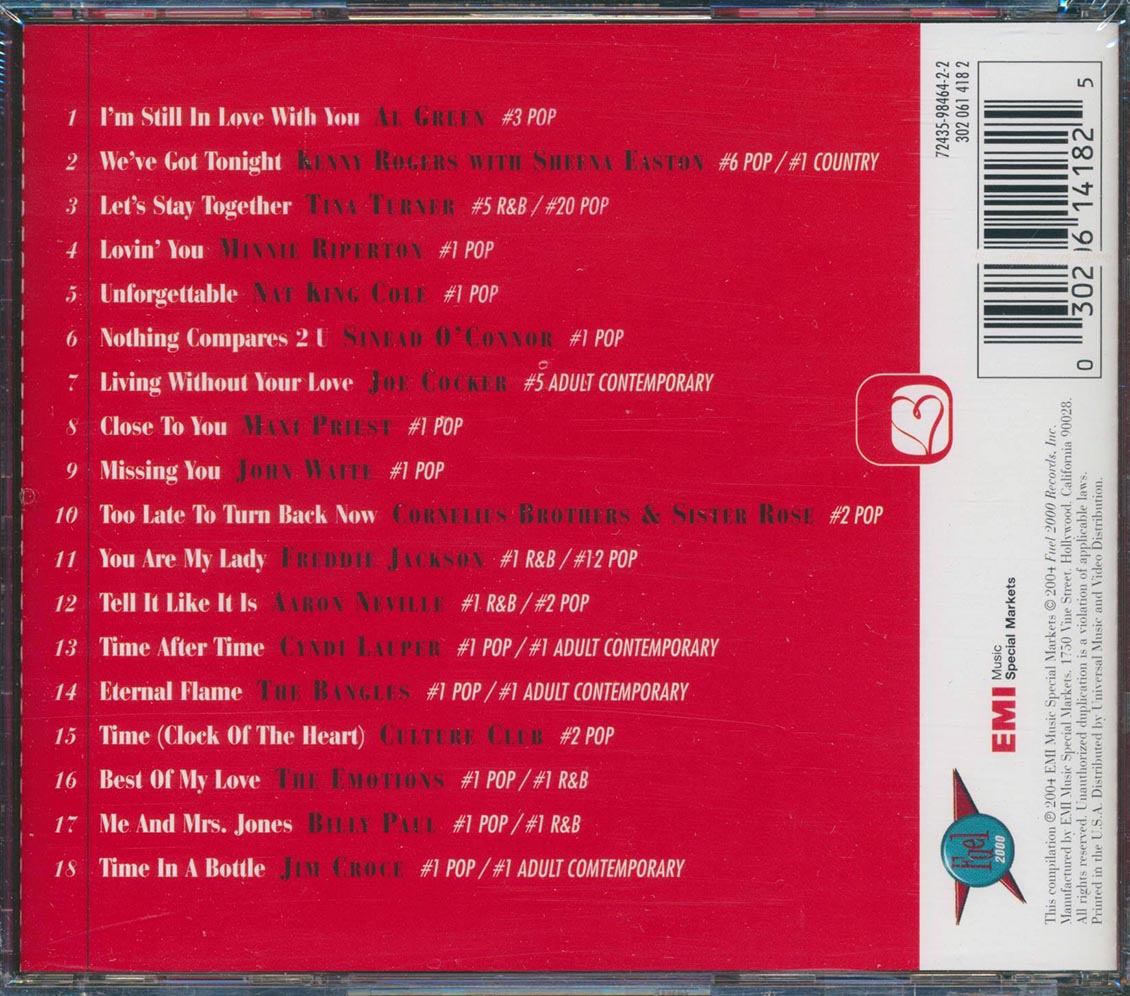 1 I'm Still In Love With You AL GREEN #3 POP
2 We've Got Tonight KENNY ROGERS WITH SHEENA EASTON #6 POP / #1 COUNTRY
3 Let's Stay Together TINA TURNER #5 R&B / #20 POP
4 Lovin' You MINNIE RIPERTON #1 POP
5 Unforgettable NAT KING COLE #1 POP
6 Nothing Compares 2 U SINEAD O'CONNOR #1 POP
7 Living Without Your Love JOE COCKER #5 ADULT CONTEMPORARY
8 Close To You MAXI PRIEST #1 POP
9 Missing You JOHN WAITE #1 POP
10 Too Late To Turn Back Now CORNELIUS BROTHERS & SISTER ROSE #2 POP
11 You Are My Lady FREDDIE JACKSON #1 R&B / #12 POP
12 Tell It Like It Is AARON NEVILLE #1 R&B / #2 POP
13 Time After Time CYNDI LAUPER #1 POP / #1 ADULT CONTEMPORARY
14 Eternal Flame THE BANGLES #1 POP / #1 ADULT CONTEMPORARY
15 Time (Clock Of The Heart) CULTURE CLUB #2 POP
16 Best Of My Love THE EMOTIONS #1 POP / #1 R&B
17 Me And Mrs. Jones BILLY PAUL #1 POP / #1 R&B
18 Time In A Bottle JIM CROCE #1 POP / #1 ADULT COMTEMPORARY
72435-98464-2-2
302 061 418 2
0 302 06 14182 5
EMI Music
Special Markets
Fuel
2000
This compilation ℗ 2004 EMI Music Special Markets © 2004 Fuel 2000 Records, Inc.
Manufactured by EMI Music Special Markets, 1750 Vine Street, Hollywood, California 90028.
All rights reserved. Unauthorized duplication is a violation of applicable laws.
Printed in the U.S.A. Distributed by Universal Music and Video Distribution.